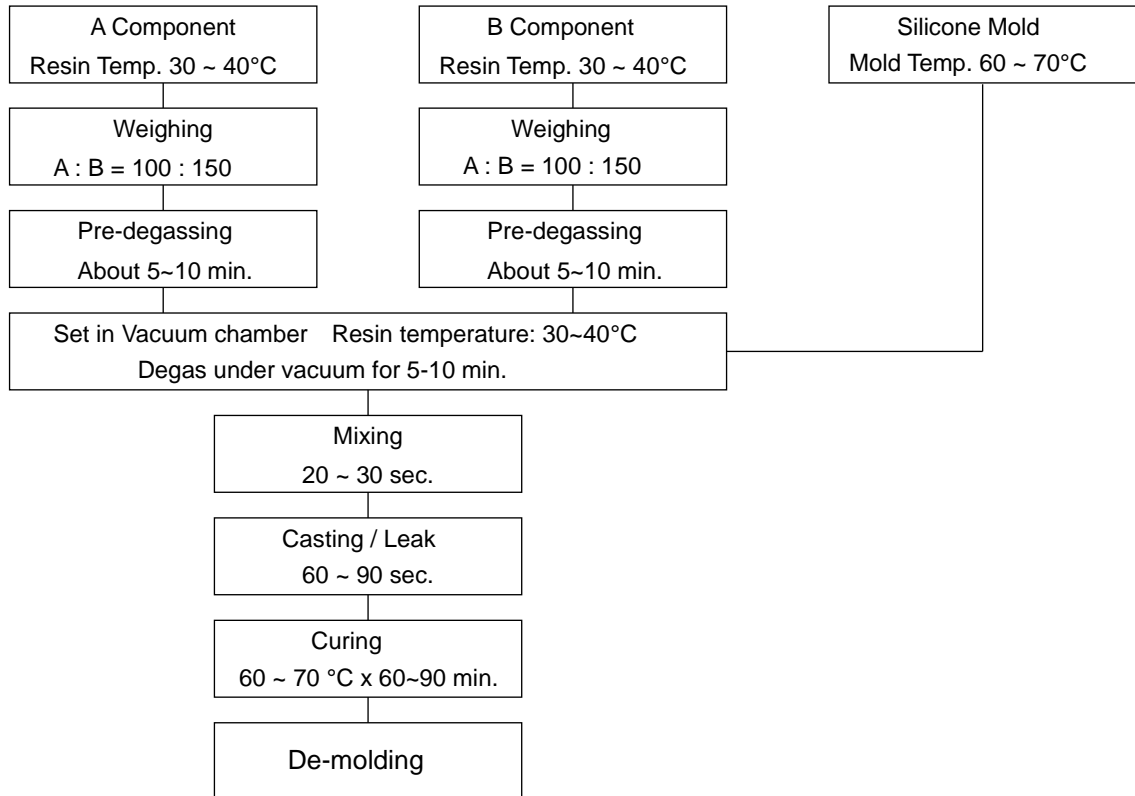 A Component
Resin Temp. 30 ~ 40°C
B Component
Resin Temp. 30 ~ 40°C
Silicone Mold
Mold Temp. 60 ~ 70°C
Weighing
A : B = 100 : 150
Weighing
A : B = 100 : 150
Pre-degassing
About 5~10 min.
Pre-degassing
About 5~10 min.
Set in Vacuum chamber Resin temperature: 30~40°C
Degas under vacuum for 5-10 min.
Mixing
20 ~ 30 sec.
Casting / Leak
60 ~ 90 sec.
Curing
60 ~ 70 °C x 60~90 min.
De-molding